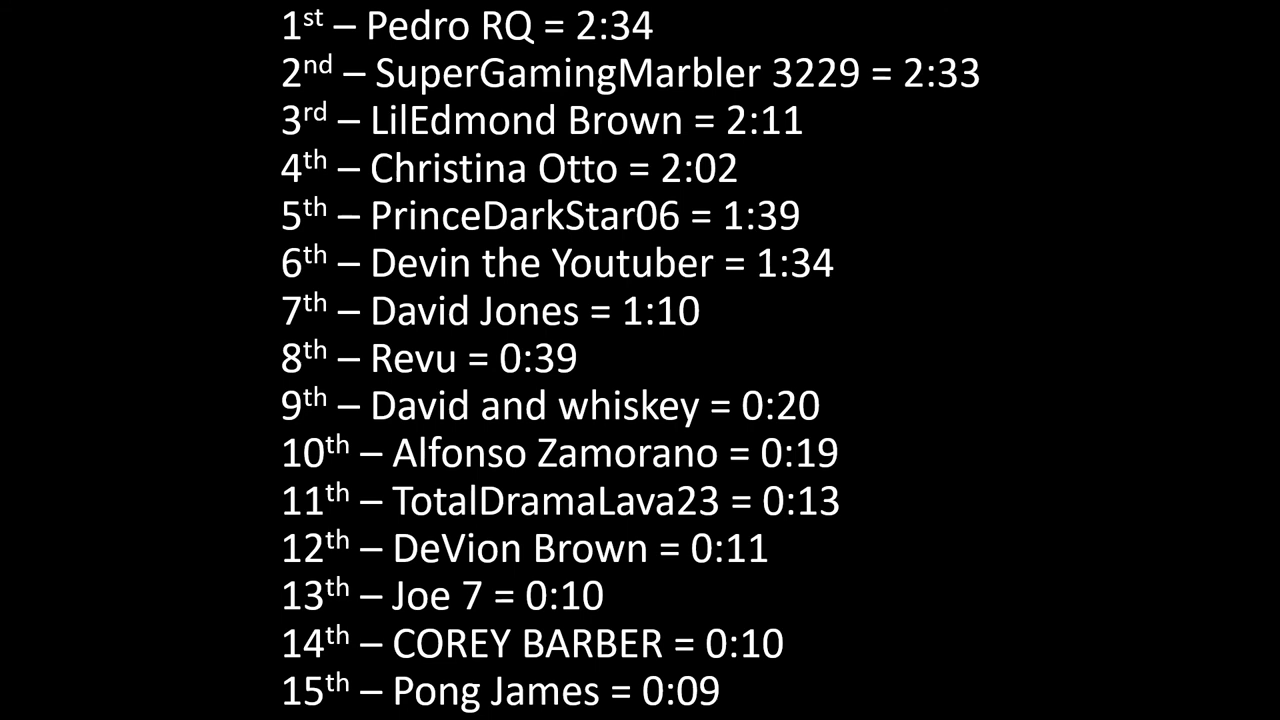 1st – Pedro RQ = 2:34
2nd – SuperGamingMarbler 3229 = 2:33
3rd – LilEdmond Brown = 2:11
4th – Christina Otto = 2:02
5th – PrinceDarkStar06 = 1:39
6th – Devin the Youtuber = 1:34
7th – David Jones = 1:10
8th – Revu = 0:39
9th – David and whiskey = 0:20
10th – Alfonso Zamorano = 0:19
11th – TotalDramaLava23 = 0:13
12th – DeVion Brown = 0:11
13th – Joe 7 = 0:10
14th – COREY BARBER = 0:10
15th – Pong James = 0:09